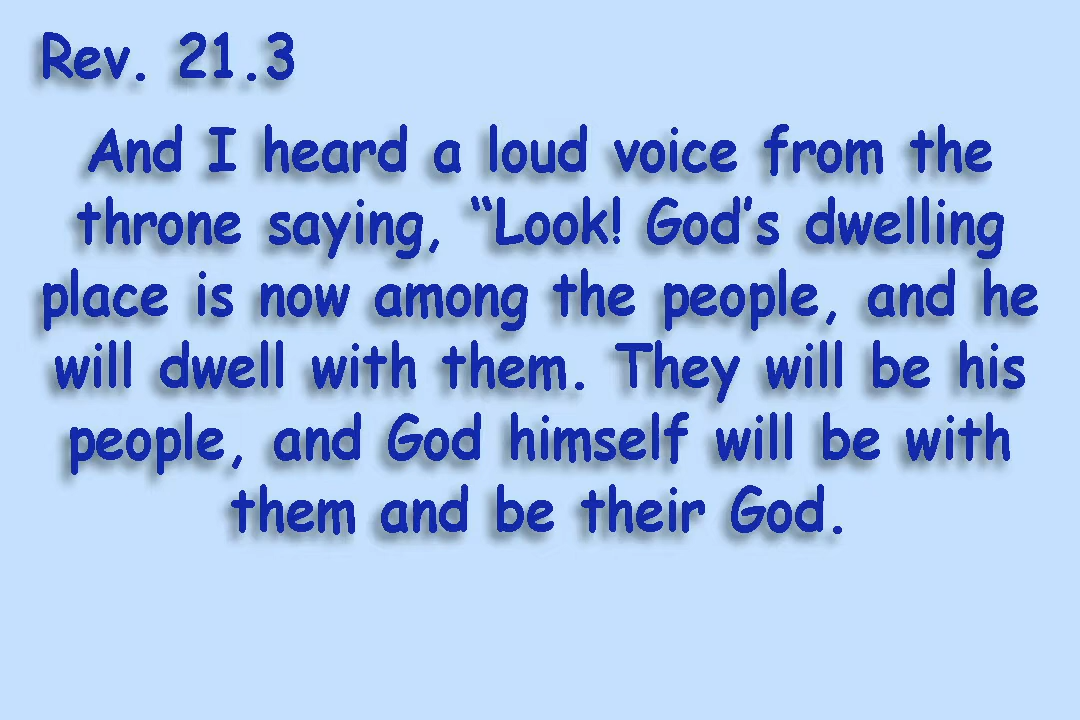 Rev. 21.3
And I heard a loud voice from the
throne saying, “Look! God’s dwelling
place is now among the people, and he
will dwell with them. They will be his
people, and God himself will be with
them and be their God.